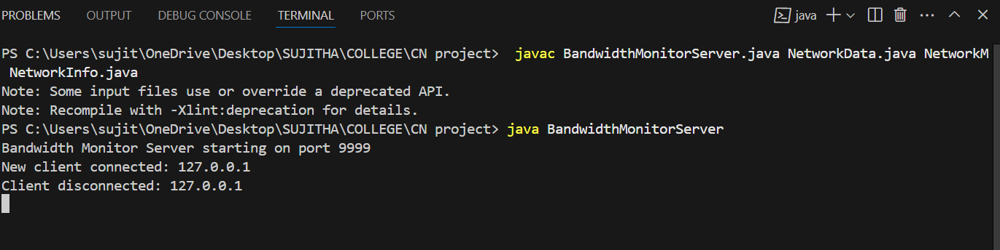 PROBLEMS OUTPUT DEBUG CONSOLE TERMINAL PORTS java
PS C:\Users\sujit\OneDrive\Desktop\SUJITHA\COLLEGE\CN project>  javac BandwidthMonitorServer.java NetworkData.java NetworkM
 NetworkInfo.java
Note: Some input files use or override a deprecated API.
Note: Recompile with -Xlint:deprecation for details.
PS C:\Users\sujit\OneDrive\Desktop\SUJITHA\COLLEGE\CN project> java BandwidthMonitorServer
Bandwidth Monitor Server starting on port 9999
New client connected: 127.0.0.1
Client disconnected: 127.0.0.1